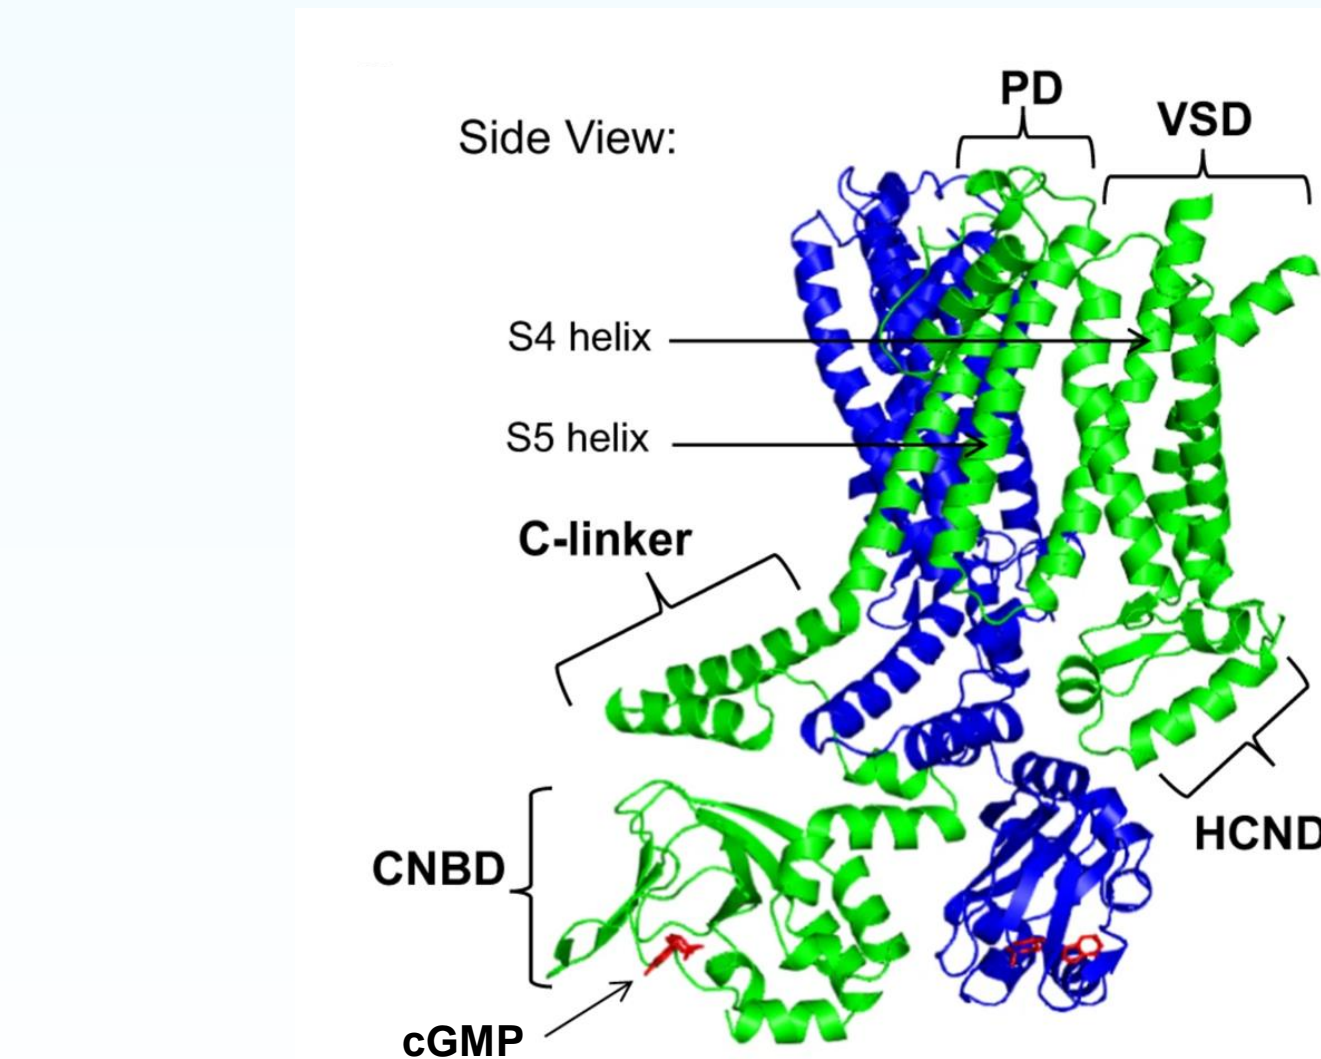 PD
VSD
Side View:
S4 helix
S5 helix
C-linker
HCND
CNBD
cGMP